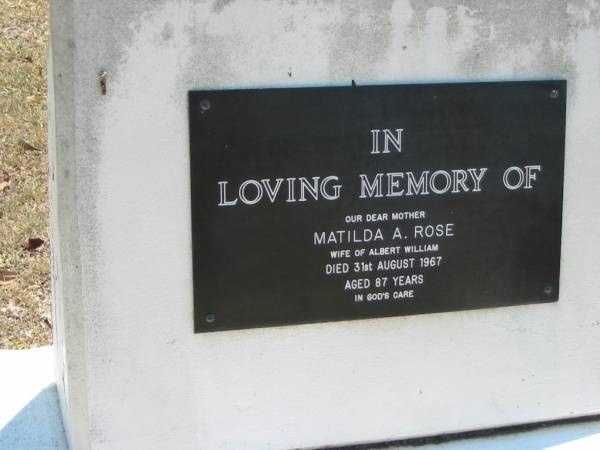 IN
LOVING MEMORY OF
OUR DEAR MOTHER
MATILDA A. ROSE
WIFE OF ALBERT WILLIAM
DIED 31st AUGUST 1967
AGED 87 YEARS
IN GOD'S CARE